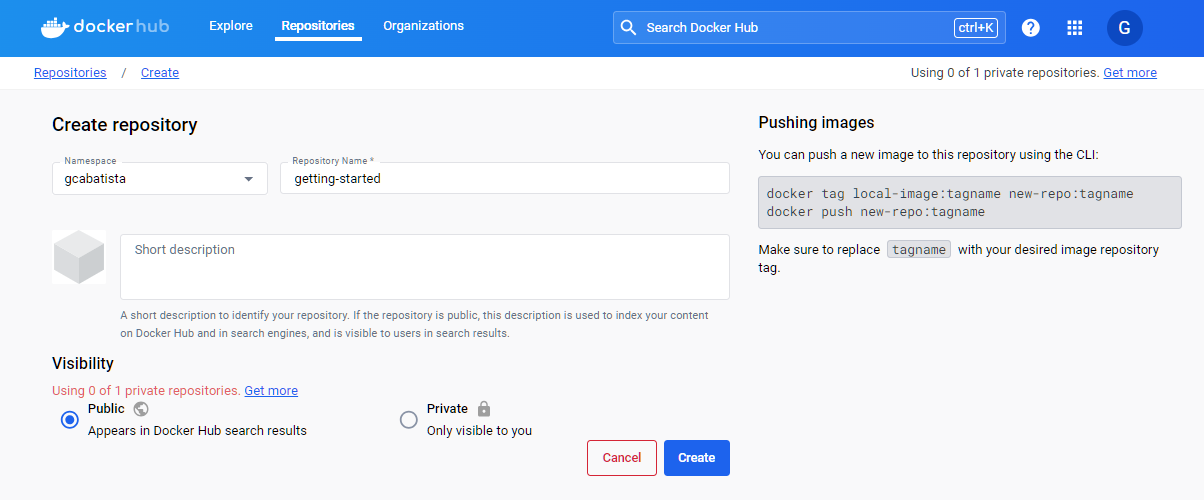 dockerhub
Explore
Repositories
Organizations
Search Docker Hub
ctrl+K
?
G
Repositories / Create
Using 0 of 1 private repositories. Get more
Create repository
Namespace
gcabatista
Repository Name *
getting-started
Short description
A short description to identify your repository. If the repository is public, this description is used to index your content
on Docker Hub and in search engines, and is visible to users in search results.
Visibility
Using 0 of 1 private repositories. Get more
Public
Appears in Docker Hub search results
Private
Only visible to you
Cancel
Create
Pushing images
You can push a new image to this repository using the CLI:
docker tag local-image:tagname new-repo:tagname
docker push new-repo:tagname
Make sure to replace tagname with your desired image repository
tag.